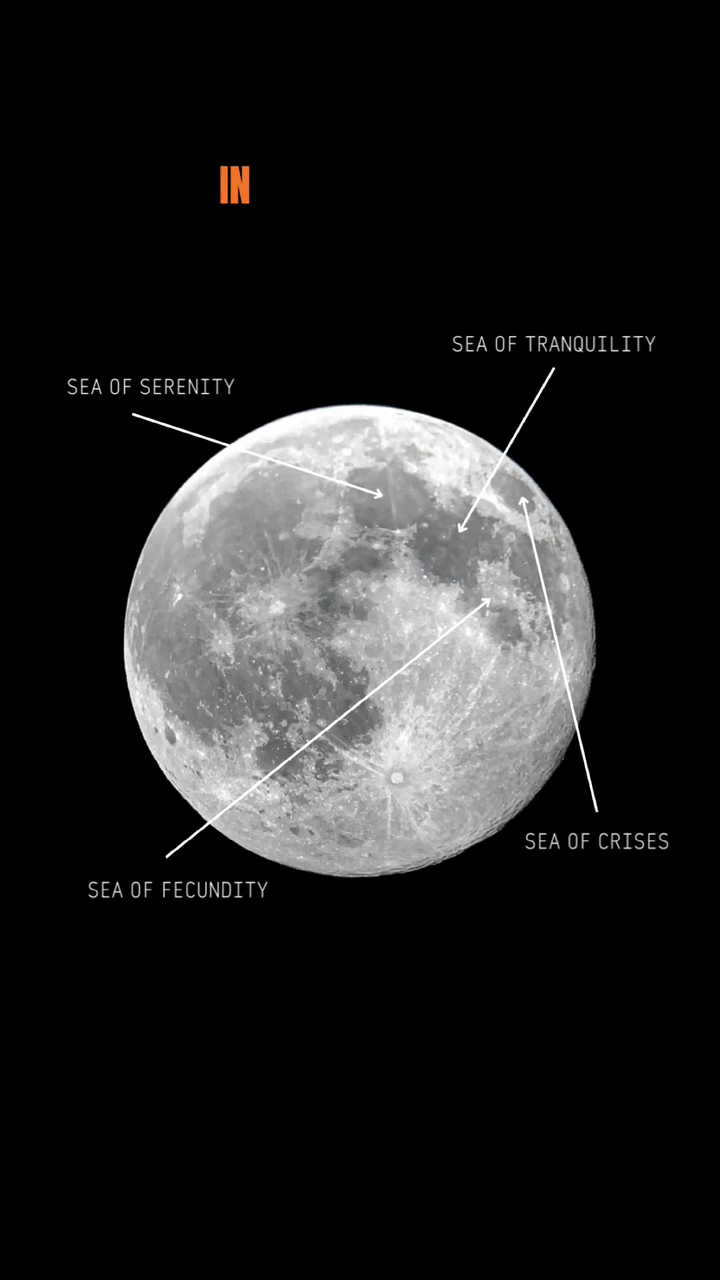 IN
SEA OF TRANQUILITY
SEA OF SERENITY
SEA OF CRISES
SEA OF FECUNDITY